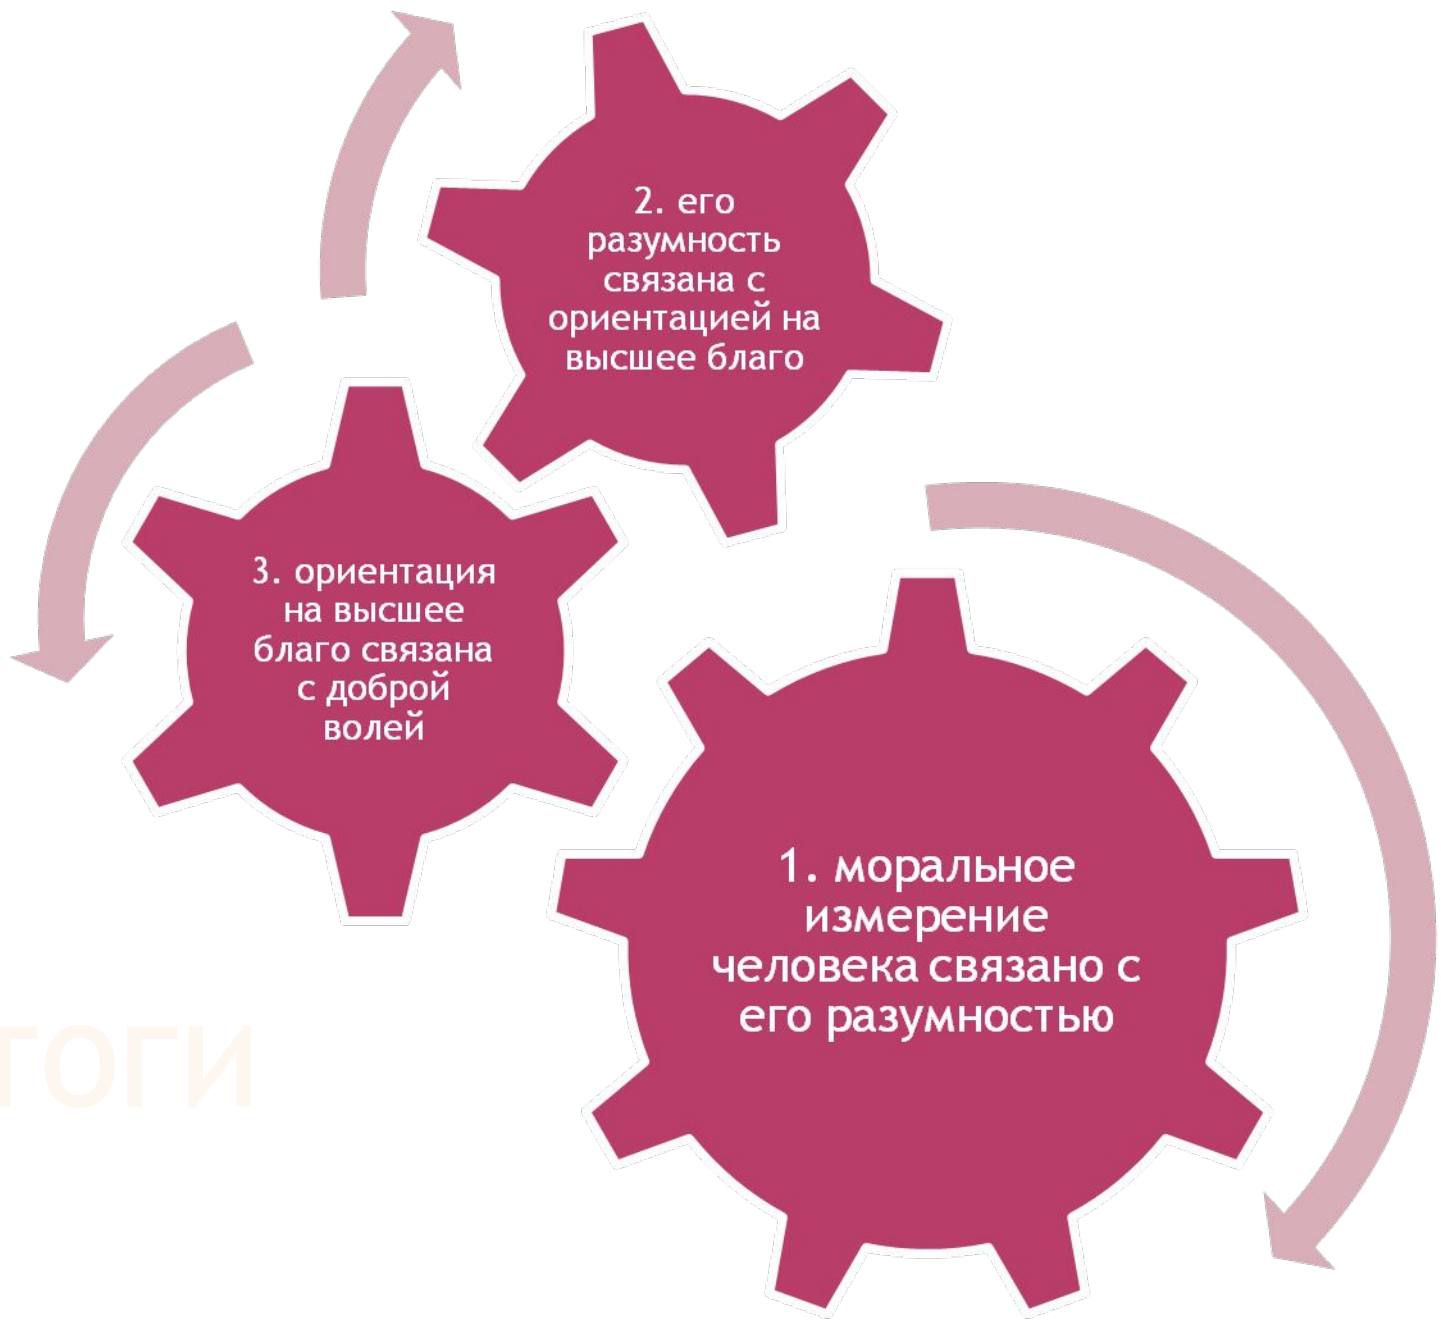 2. его
разумность
связана с
ориентацией на
высшее благо
3. ориентация
на высшее
благо связана
с доброй
волей
1. моральное
измерение
человека связано с
его разумностью
тоги